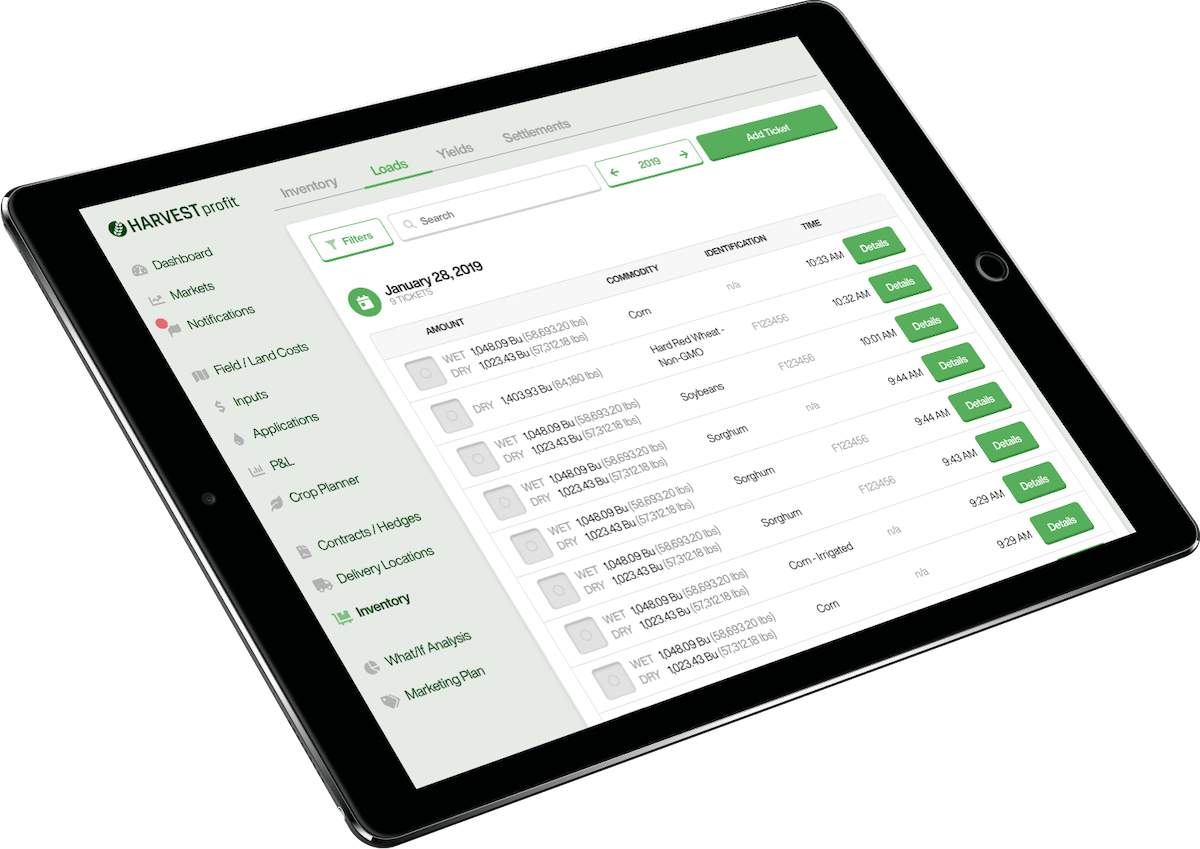 HARVEST profit
Dashboard
Markets
Notifications
Field / Land Costs
Inputs
Applications
P&L
Crop Planner
Contracts / Hedges
Delivery Locations
Inventory
What/If Analysis
Marketing Plan
Inventory Loads Yields Settlements
Filters Search ← 2019 → Add Ticket
January 28, 2019
9 TICKETS
AMOUNT COMMODITY IDENTIFICATION TIME
WET 1,048.09 Bu (58,693.20 lbs)
DRY 1,023.43 Bu (57,312.18 lbs)
Corn n/a 10:33 AM Details
DRY 1,403.93 Bu (84,180 lbs)
Hard Red Wheat -
Non-GMO
F123456 10:32 AM Details
WET 1,048.09 Bu (58,693.20 lbs)
DRY 1,023.43 Bu (57,312.18 lbs)
Soybeans F123456 10:01 AM Details
WET 1,048.09 Bu (58,693.20 lbs)
DRY 1,023.43 Bu (57,312.18 lbs)
Sorghum n/a 9:44 AM Details
WET 1,048.09 Bu (58,693.20 lbs)
DRY 1,023.43 Bu (57,312.18 lbs)
Sorghum F123456 9:44 AM Details
WET 1,048.09 Bu (58,693.20 lbs)
DRY 1,023.43 Bu (57,312.18 lbs)
Sorghum F123456 9:43 AM Details
WET 1,048.09 Bu (58,693.20 lbs)
DRY 1,023.43 Bu (57,312.18 lbs)
Corn - Irrigated n/a 9:29 AM Details
WET 1,048.09 Bu (58,693.20 lbs)
DRY 1,023.43 Bu (57,312.18 lbs)
Corn n/a 9:29 AM Details